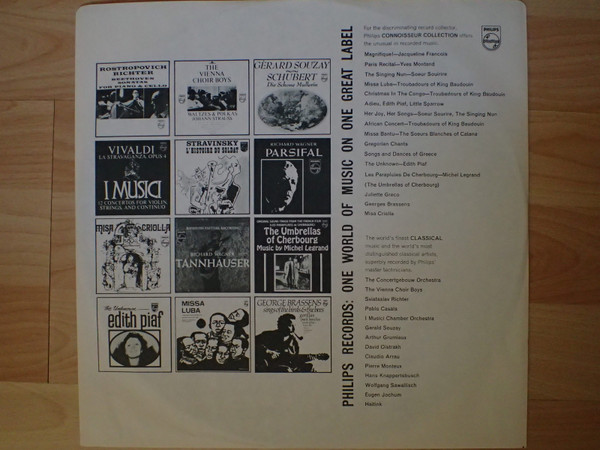 ROSTROPOVICH
RICHTER
BEETHOVEN
SONATAS
FOR PIANO & CELLO
THE
VIENNA
CHOIR BOYS
WALTZES & POLKAS
JOHANN STRAUSS
GÉRARD SOUZAY
SCHUBERT
Die Schöne Müllerin
VIVALDI
LA STRAVAGANZA, OPUS 4
I MUSICI
12 CONCERTOS FOR VIOLIN,
STRINGS, AND CONTINUO
STRAVINSKY
L'HISTOIRE DU SOLDAT
RICHARD WAGNER
PARSIFAL
MISA
CRIOLLA
RICHARD WAGNER
TANNHÄUSER
The Umbrellas
of Cherbourg
Music by Michel Legrand
edith piaf
MISSA
LUBA
GEORGE BRASSENS
PHILIPS RECORDS: ONE WORLD OF MUSIC ON ONE GREAT LABEL
PHILIPS
For the discriminating record collector,
Philips CONNOISSEUR COLLECTION offers
the unusual in recorded music.
Magnifique!—Jacqueline Francois
Paris Recital—Yves Montand
The Singing Nun—Soeur Sourire
Missa Luba—Troubadours of King Baudouin
Christmas In The Congo—Troubadours of King Baudouin
Adieu, Edith Piaf, Little Sparrow
Her Joy, Her Songs—Soeur Sourire, The Singing Nun
African Concert—Troubadours of King Baudouin
Missa Bantu—The Soeurs Blanches of Katana
Gregorian Chants
Songs and Dances of Greece
The Unknown—Edith Piaf
Les Parapluies De Cherbourg—Michel Legrand
(The Umbrellas of Cherbourg)
Juliette Greco
Georges Brassens
Misa Criolla
The world's finest CLASSICAL
music and the world's most
distinguished classical artists,
superbly recorded by Philips'
master technicians.
The Concertgebouw Orchestra
The Vienna Choir Boys
Sviatoslav Richter
Pablo Casals
I Musici Chamber Orchestra
Gerald Souzay
Arthur Grumiaux
David Oistrakh
Claudio Arrau
Pierre Monteux
Hans Knappertsbusch
Wolfgang Sawallisch
Eugen Jochum
Haitink